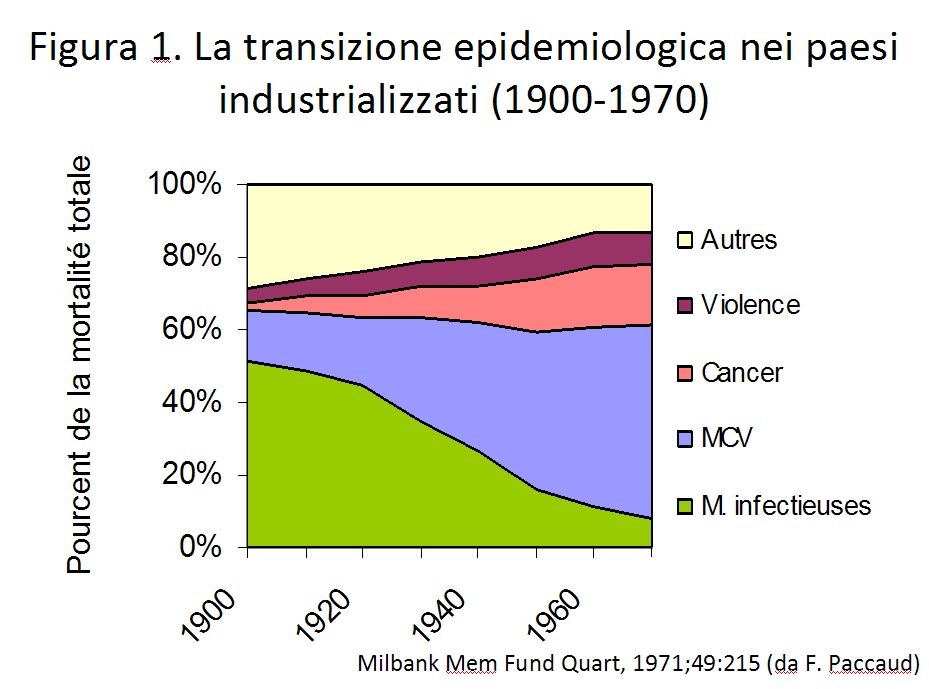 Figura 1. La transizione epidemiologica nei paesi
industrializzati (1900-1970)
Pourcent de la mortalité totale
100%
80%
60%
40%
20%
0%
1900
1920
1940
1960
Autres
Violence
Cancer
MCV
M. infectieuses
Milbank Mem Fund Quart, 1971;49:215 (da F. Paccaud)